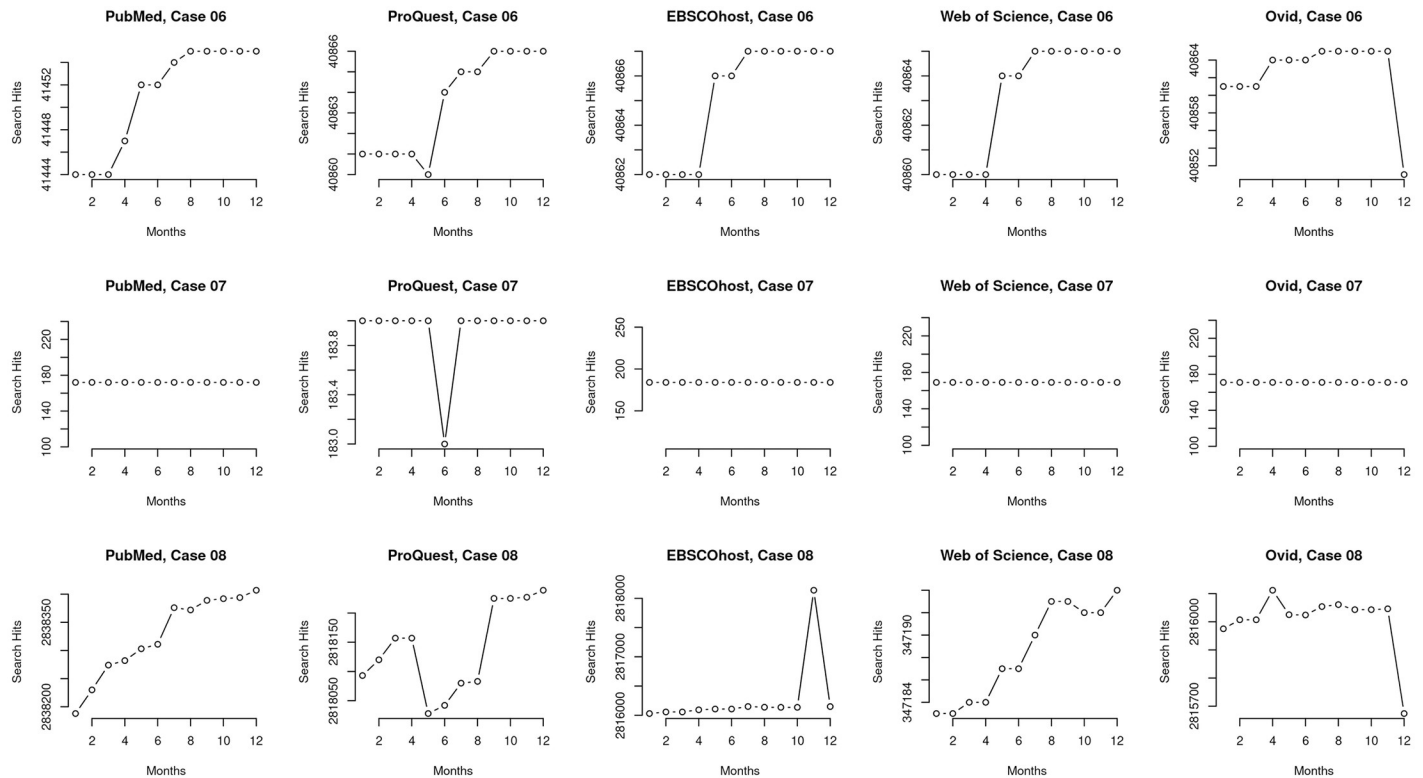 PubMed, Case 06
Search Hits
41444 41448 41452
2 4 6 8 10 12
Months
ProQuest, Case 06
Search Hits
40860 40863 40866
2 4 6 8 10 12
Months
EBSCOhost, Case 06
Search Hits
40862 40864 40866
2 4 6 8 10 12
Months
Web of Science, Case 06
Search Hits
40860 40862 40864
2 4 6 8 10 12
Months
Ovid, Case 06
Search Hits
40852 40858 40864
2 4 6 8 10 12
Months
PubMed, Case 07
Search Hits
100 140 180 220
2 4 6 8 10 12
Months
ProQuest, Case 07
Search Hits
183.0 183.4 183.8
2 4 6 8 10 12
Months
EBSCOhost, Case 07
Search Hits
150 200 250
2 4 6 8 10 12
Months
Web of Science, Case 07
Search Hits
100 140 180 220
2 4 6 8 10 12
Months
Ovid, Case 07
Search Hits
100 140 180 220
2 4 6 8 10 12
Months
PubMed, Case 08
Search Hits
2838200 2838350
2 4 6 8 10 12
Months
ProQuest, Case 08
Search Hits
2818050 2818150
2 4 6 8 10 12
Months
EBSCOhost, Case 08
Search Hits
2816000 2817000 2818000
2 4 6 8 10 12
Months
Web of Science, Case 08
Search Hits
347184 347190
2 4 6 8 10 12
Months
Ovid, Case 08
Search Hits
2815700 2816000
2 4 6 8 10 12
Months